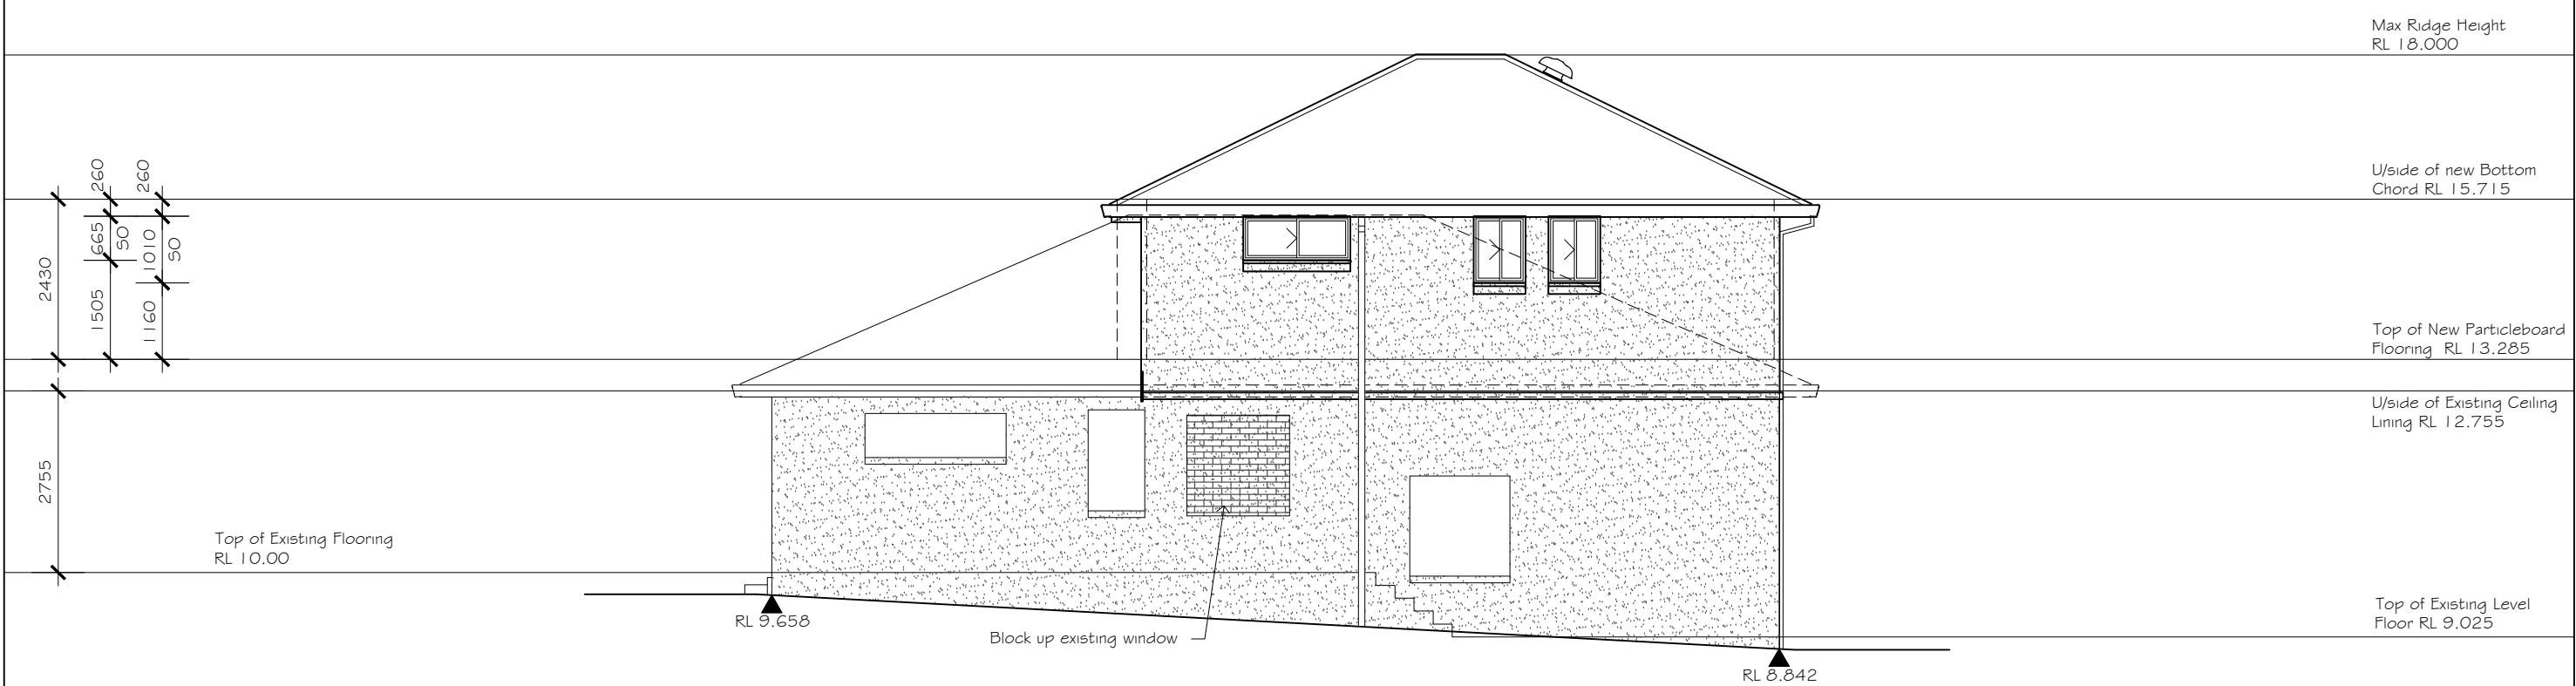 Max Ridge Height
RL 18.000
U/side of new Bottom
Chord RL 15.715
Top of New Particleboard
Flooring RL 13.285
U/side of Existing Ceiling
Lining RL 12.755
Top of Existing Level
Floor RL 9.025
260
260
665
50
1010
50
2430
1505
1160
2755
Top of Existing Flooring
RL 10.00
RL 9.658
Block up existing window
RL 8.842